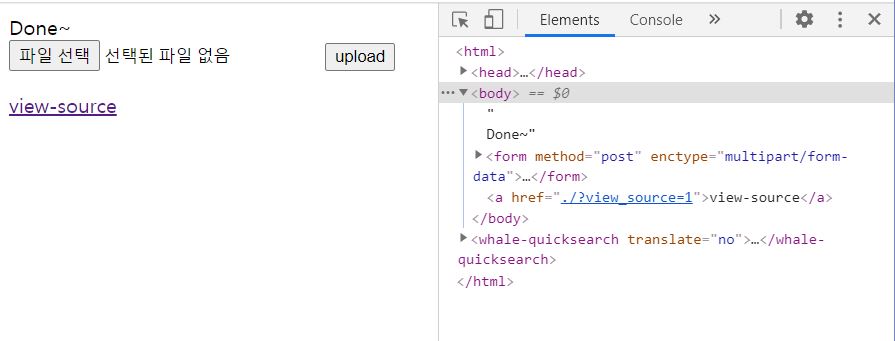 Done~
파일 선택 선택된 파일 없음 upload
view-source
Elements Console »
<html>
<head>…</head>
… <body> == $0
"
Done~"
<form method="post" enctype="multipart/form-
data">…</form>
<a href="./?view_source=1">view-source</a>
</body>
<whale-quicksearch translate="no">…</whale-
quicksearch>
</html>